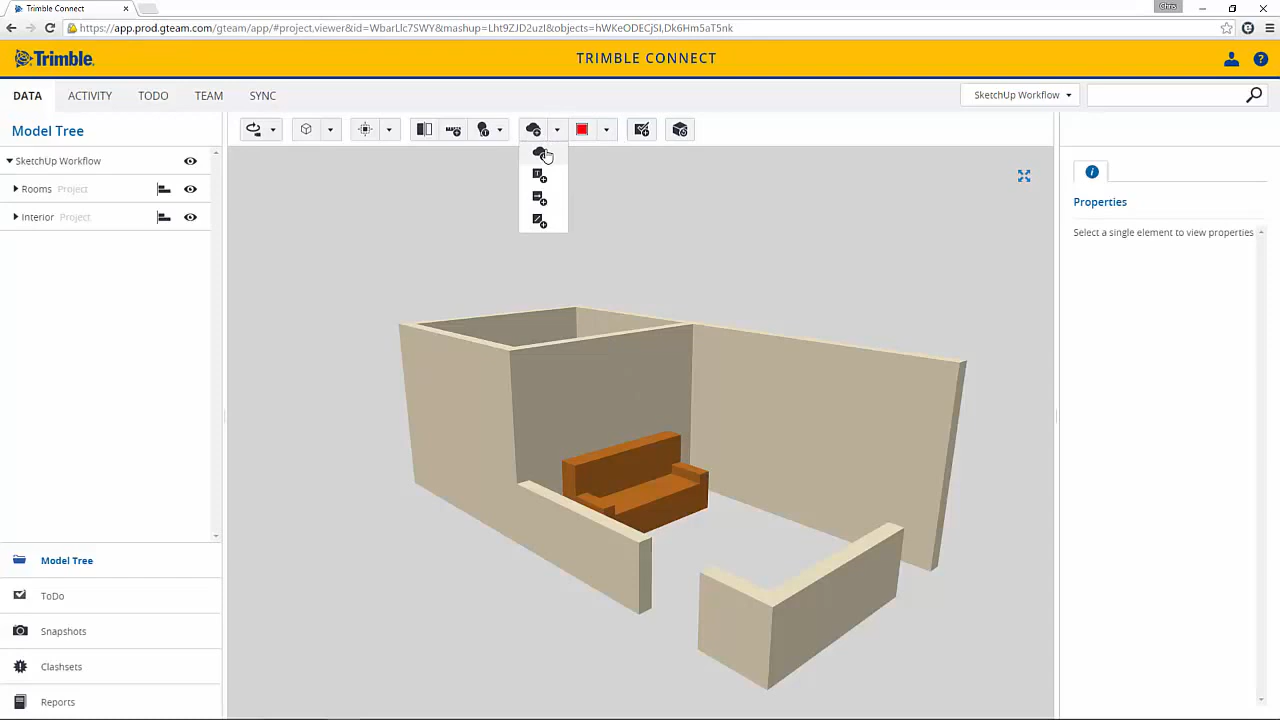 Trimble Connect
Chris
https://app.prod.gteam.com/gteam/app/#project.viewer&id=WbarLlc7SWY&mashup=Lht9ZJD2uzI&objects=hWKeODECjSI,Dk6Hm5aT5nk
Trimble.
TRIMBLE CONNECT
DATA
ACTIVITY
TODO
TEAM
SYNC
SketchUp Workflow
Model Tree
SketchUp Workflow
Rooms Project
Interior Project
Properties
Select a single element to view properties
Model Tree
ToDo
Snapshots
Clashsets
Reports